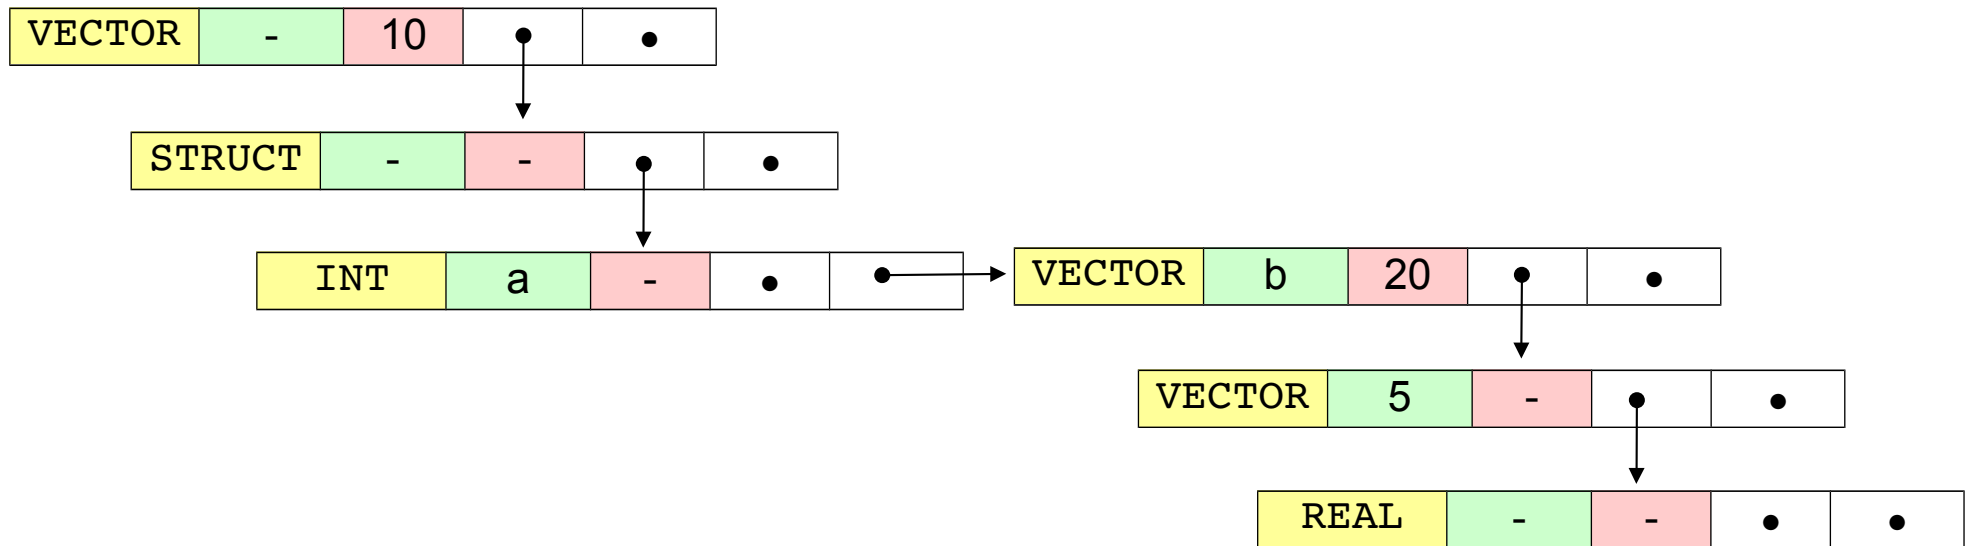 VECTOR - 10
STRUCT - -
INT a - VECTOR b 20
VECTOR 5 -
REAL - -